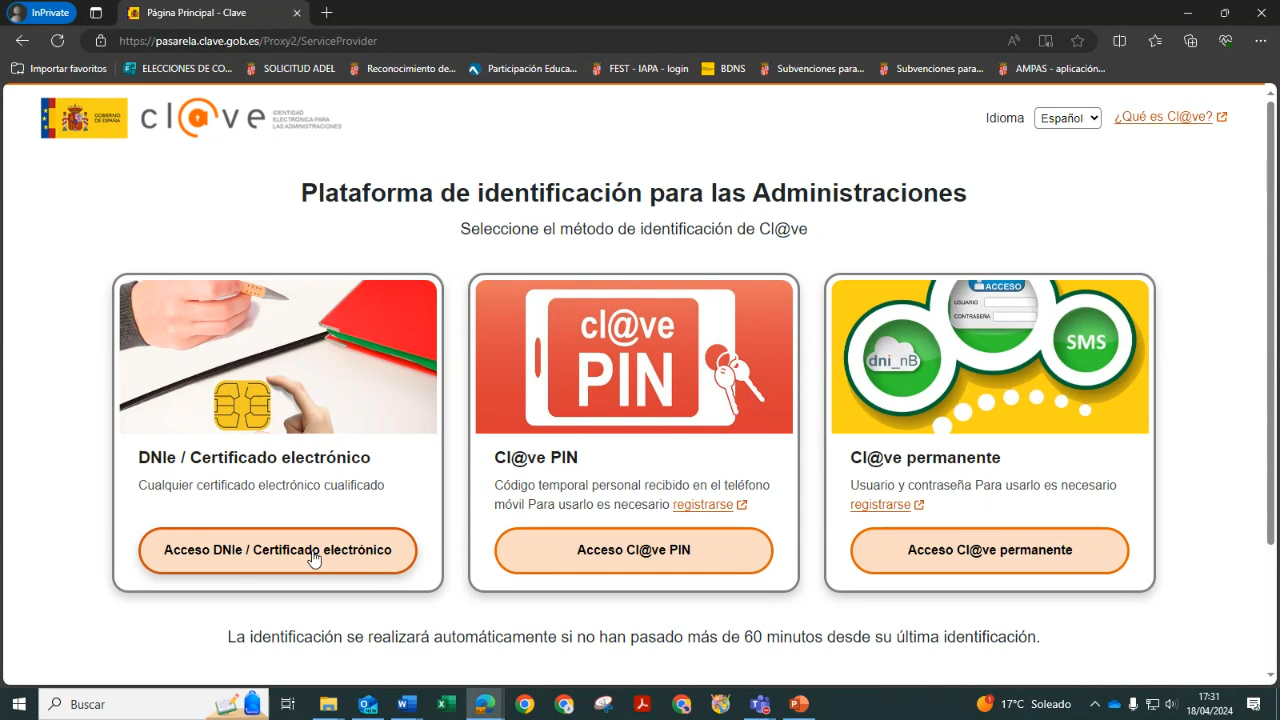 InPrivate
Página Principal - Clave
https://pasarela.clave.gob.es/Proxy2/ServiceProvider
Importar favoritos
ELECCIONES DE CO...
SOLICITUD ADEL
Reconocimiento de...
Participación Educa...
FEST - IAPA - login
BDNS
Subvenciones para...
Subvenciones para...
AMPAS - aplicación...
GOBIERNO
DE ESPAÑA
cl@ve
IDENTIDAD
ELECTRÓNICA PARA
LAS ADMINISTRACIONES
Idioma
Español
¿Qué es Cl@ve?
Plataforma de identificación para las Administraciones
Seleccione el método de identificación de Cl@ve
cl@ve
PIN
ACCESO
USUARIO
CONTRASEÑA
dni_nB
SMS
DNIe / Certificado electrónico
Cualquier certificado electrónico cualificado
Acceso DNIe / Certificado electrónico
Cl@ve PIN
Código temporal personal recibido en el teléfono
móvil Para usarlo es necesario registrarse
Acceso Cl@ve PIN
Cl@ve permanente
Usuario y contraseña Para usarlo es necesario
registrarse
Acceso Cl@ve permanente
La identificación se realizará automáticamente si no han pasado más de 60 minutos desde su última identificación.
Buscar
17°C Soleado
17:31
18/04/2024